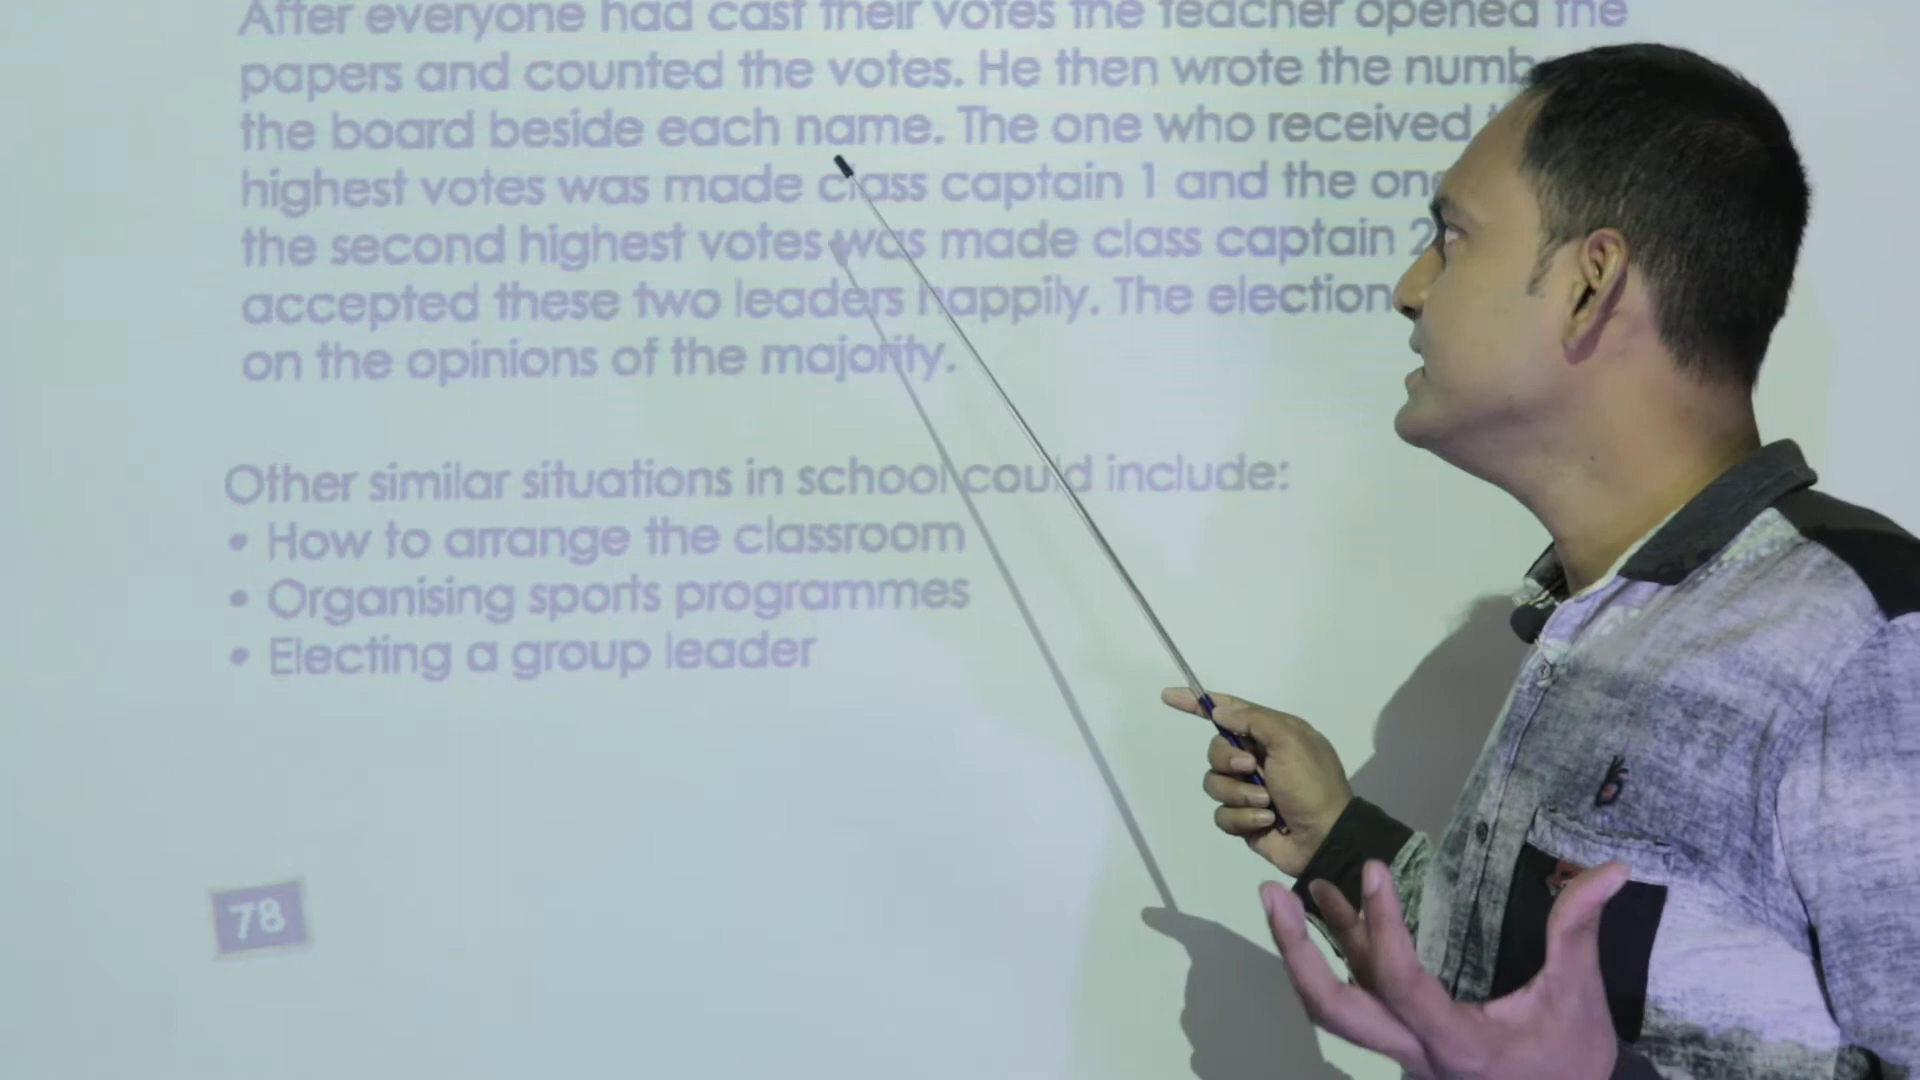 After everyone had cast their votes the teacher opened the
papers and counted the votes. He then wrote the numb
the board beside each name. The one who received
highest votes was made class captain 1 and the one
the second highest votes was made class captain 2
accepted these two leaders happily. The election
on the opinions of the majority.
Other similar situations in school could include:
• How to arrange the classroom
• Organising sports programmes
• Electing a group leader
78